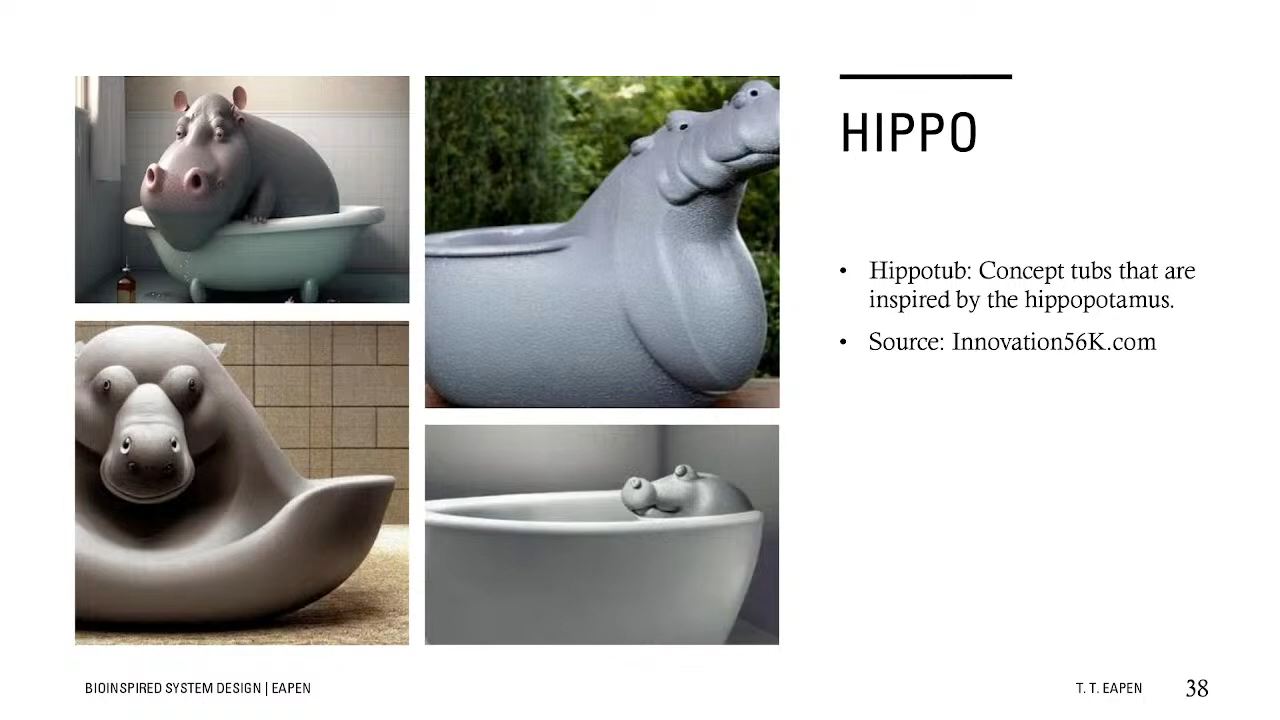 HIPPO
• Hippotub: Concept tubs that are
inspired by the hippopotamus.
• Source: Innovation56K.com
BIOINSPIRED SYSTEM DESIGN | EAPEN
T. T. EAPEN
38